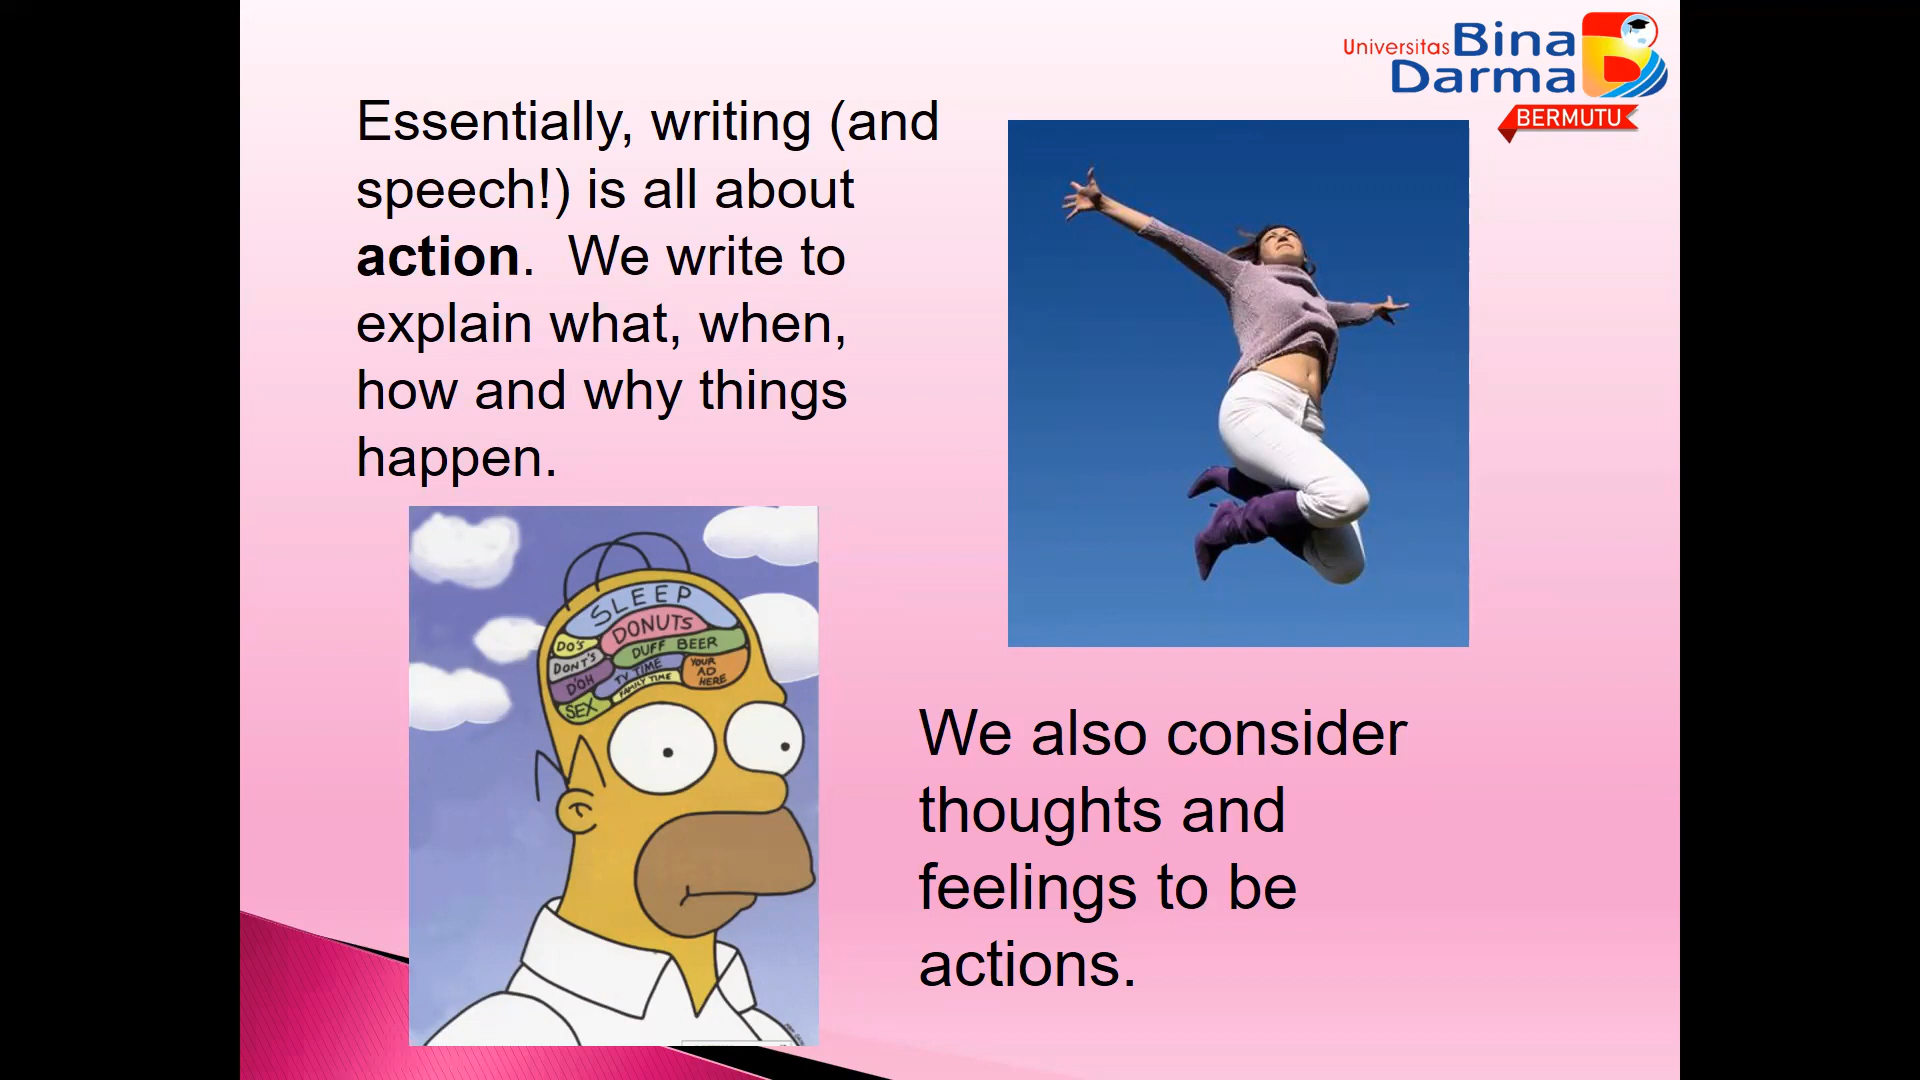 Universitas Bina
Darma
BERMUTU
Essentially, writing (and
speech!) is all about
action.  We write to
explain what, when,
how and why things
happen.
SLEEP
DONUTS
DO'S
DUFF BEER
DONT'S
TV TIME
YOUR
AD
HERE
D'OH
FAMILY TIME
SEX
We also consider
thoughts and
feelings to be
actions.